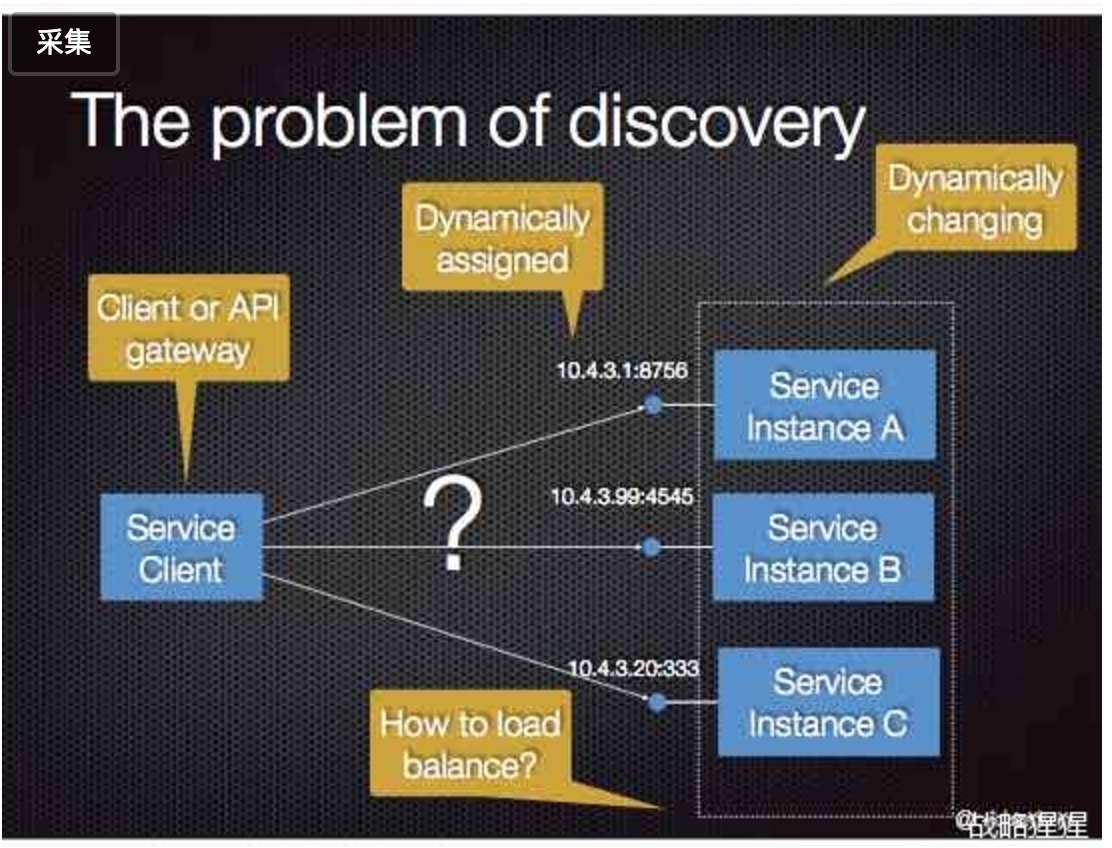 采集
The problem of discovery
Dynamically
changing
Dynamically
assigned
Client or API
gateway
10.4.3.1:8756
Service
Instance A
?
10.4.3.99:4545
Service
Client
Service
Instance B
10.4.3.20:333
Service
Instance C
How to load
balance?
@战略猩猩